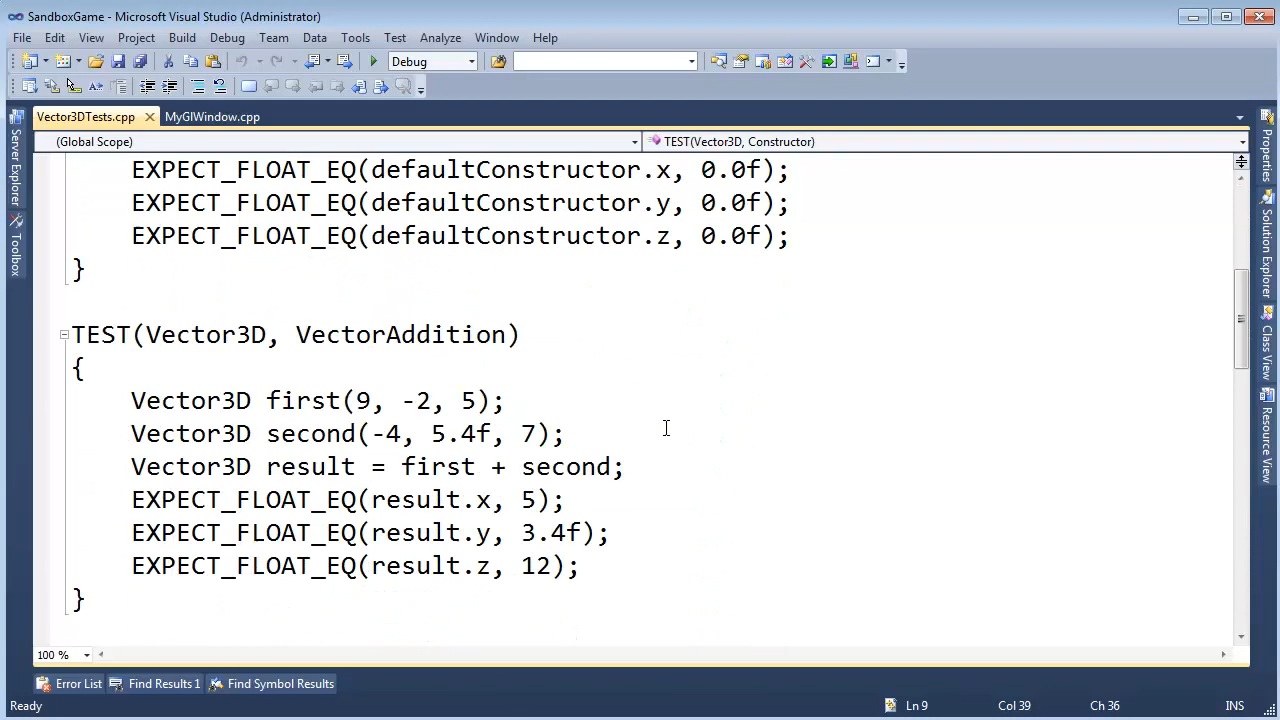 SandboxGame - Microsoft Visual Studio (Administrator)
File Edit View Project Build Debug Team Data Tools Test Analyze Window Help
Debug
Vector3DTests.cpp MyGlWindow.cpp
(Global Scope) TEST(Vector3D, Constructor)
EXPECT_FLOAT_EQ(defaultConstructor.x, 0.0f);
EXPECT_FLOAT_EQ(defaultConstructor.y, 0.0f);
EXPECT_FLOAT_EQ(defaultConstructor.z, 0.0f);
}
TEST(Vector3D, VectorAddition)
{
Vector3D first(9, -2, 5);
Vector3D second(-4, 5.4f, 7);
Vector3D result = first + second;
EXPECT_FLOAT_EQ(result.x, 5);
EXPECT_FLOAT_EQ(result.y, 3.4f);
EXPECT_FLOAT_EQ(result.z, 12);
}
Server Explorer
Toolbox
Properties
Solution Explorer
Class View
Resource View
100 %
Error List Find Results 1 Find Symbol Results
Ready Ln 9 Col 39 Ch 36 INS